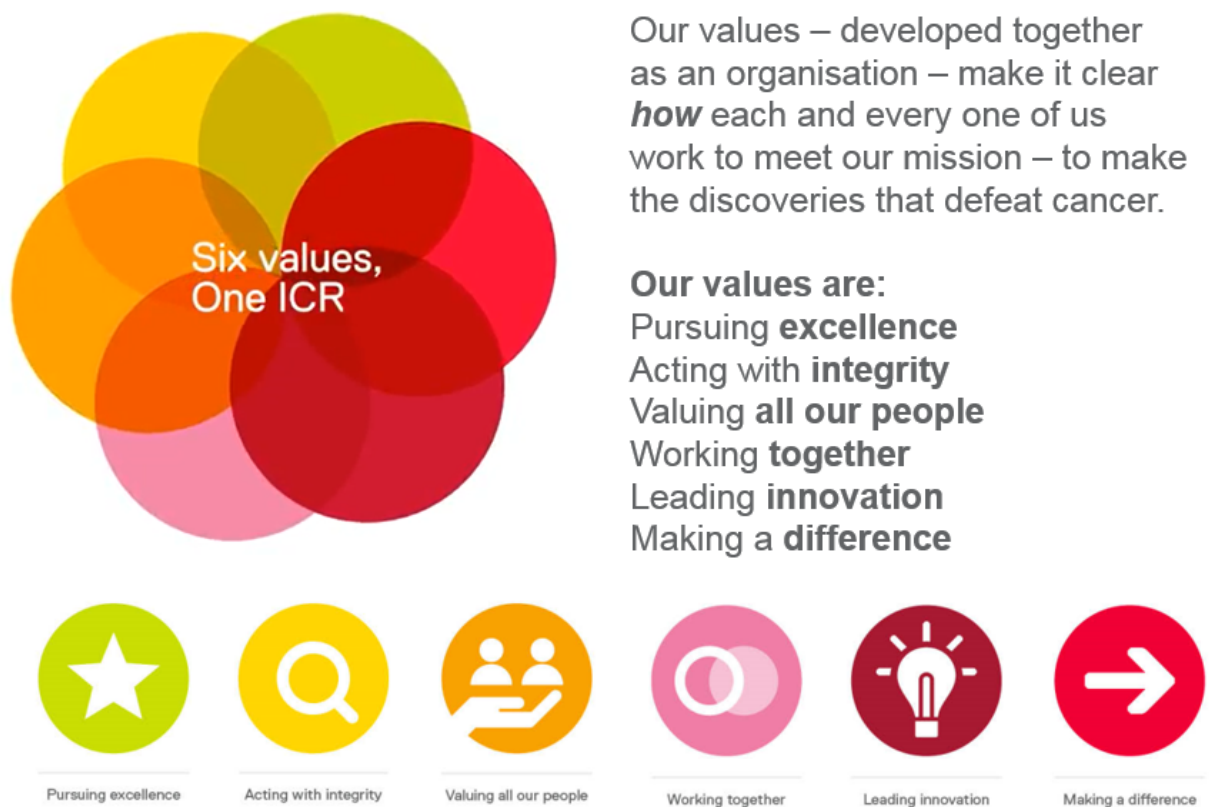 Six values,
One ICR
Our values – developed together
as an organisation – make it clear
how each and every one of us
work to meet our mission – to make
the discoveries that defeat cancer.
Our values are:
Pursuing excellence
Acting with integrity
Valuing all our people
Working together
Leading innovation
Making a difference
Pursuing excellence
Acting with integrity
Valuing all our people
Working together
Leading innovation
Making a difference